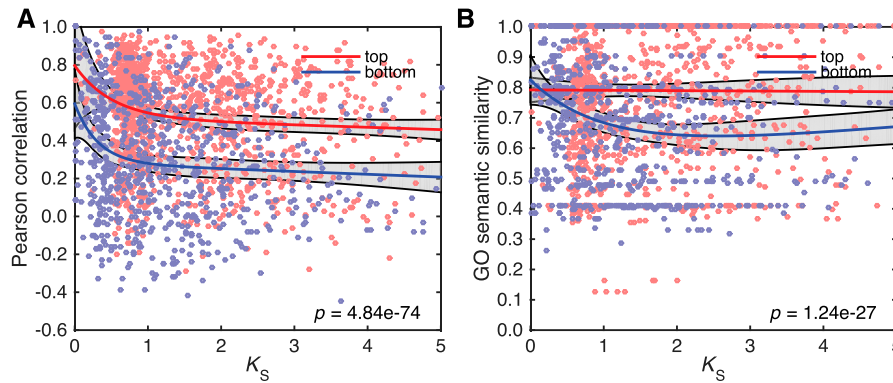 A
Pearson correlation
1.0
0.8
0.6
0.4
0.2
0.0
-0.2
-0.4
-0.6
0 1 2 3 4 5
KS
top
bottom
p = 4.84e-74
B
GO semantic similarity
1.0
0.9
0.8
0.7
0.6
0.5
0.4
0.3
0.2
0.1
0.0
0 1 2 3 4 5
KS
top
bottom
p = 1.24e-27